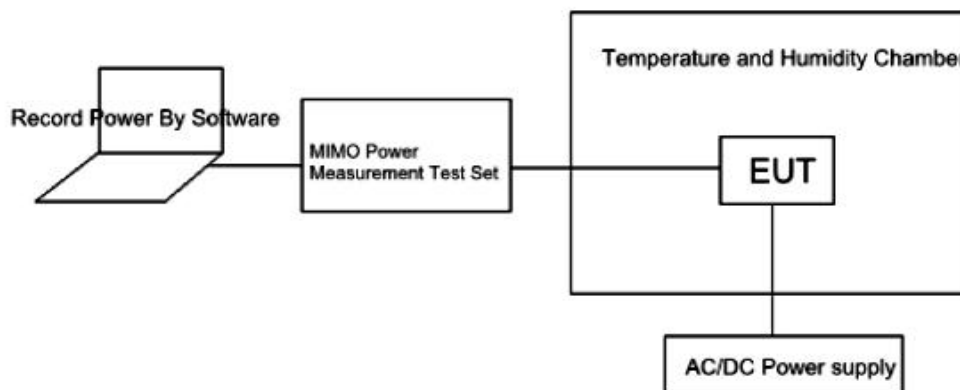 Temperature and Humidity Chamber
Record Power By Software
MIMO Power
Measurement Test Set
EUT
AC/DC Power supply